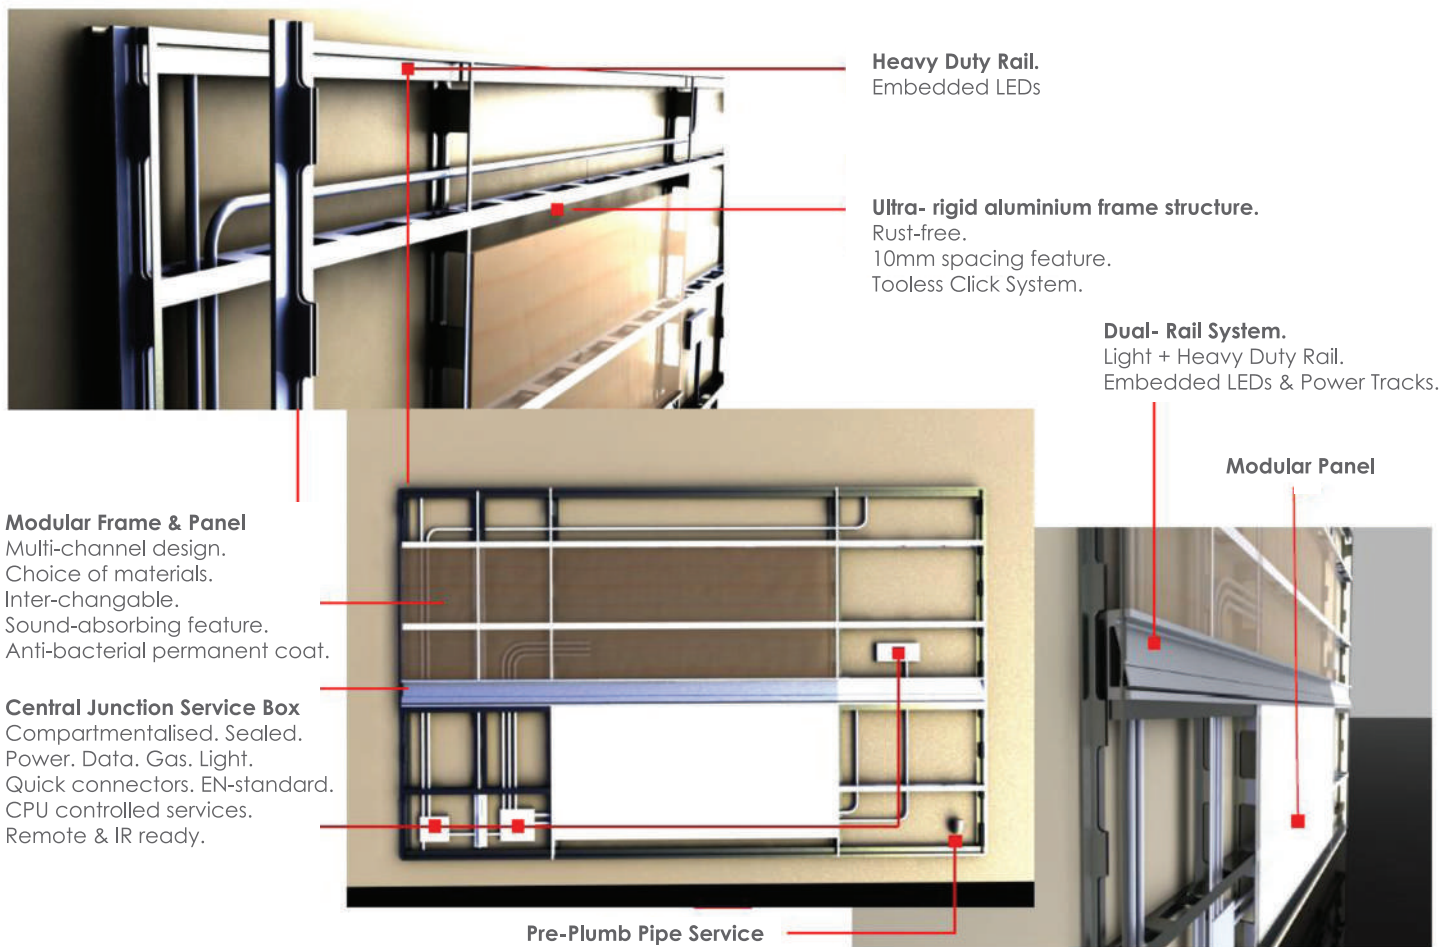 Heavy Duty Rail.
Embedded LEDs
Ultra- rigid aluminium frame structure.
Rust-free.
10mm spacing feature.
Tooless Click System.
Dual- Rail System.
Light + Heavy Duty Rail.
Embedded LEDs & Power Tracks.
Modular Panel
Modular Frame & Panel
Multi-channel design.
Choice of materials.
Inter-changable.
Sound-absorbing feature.
Anti-bacterial permanent coat.
Central Junction Service Box
Compartmentalised. Sealed.
Power. Data. Gas. Light.
Quick connectors. EN-standard.
CPU controlled services.
Remote & IR ready.
Pre-Plumb Pipe Service